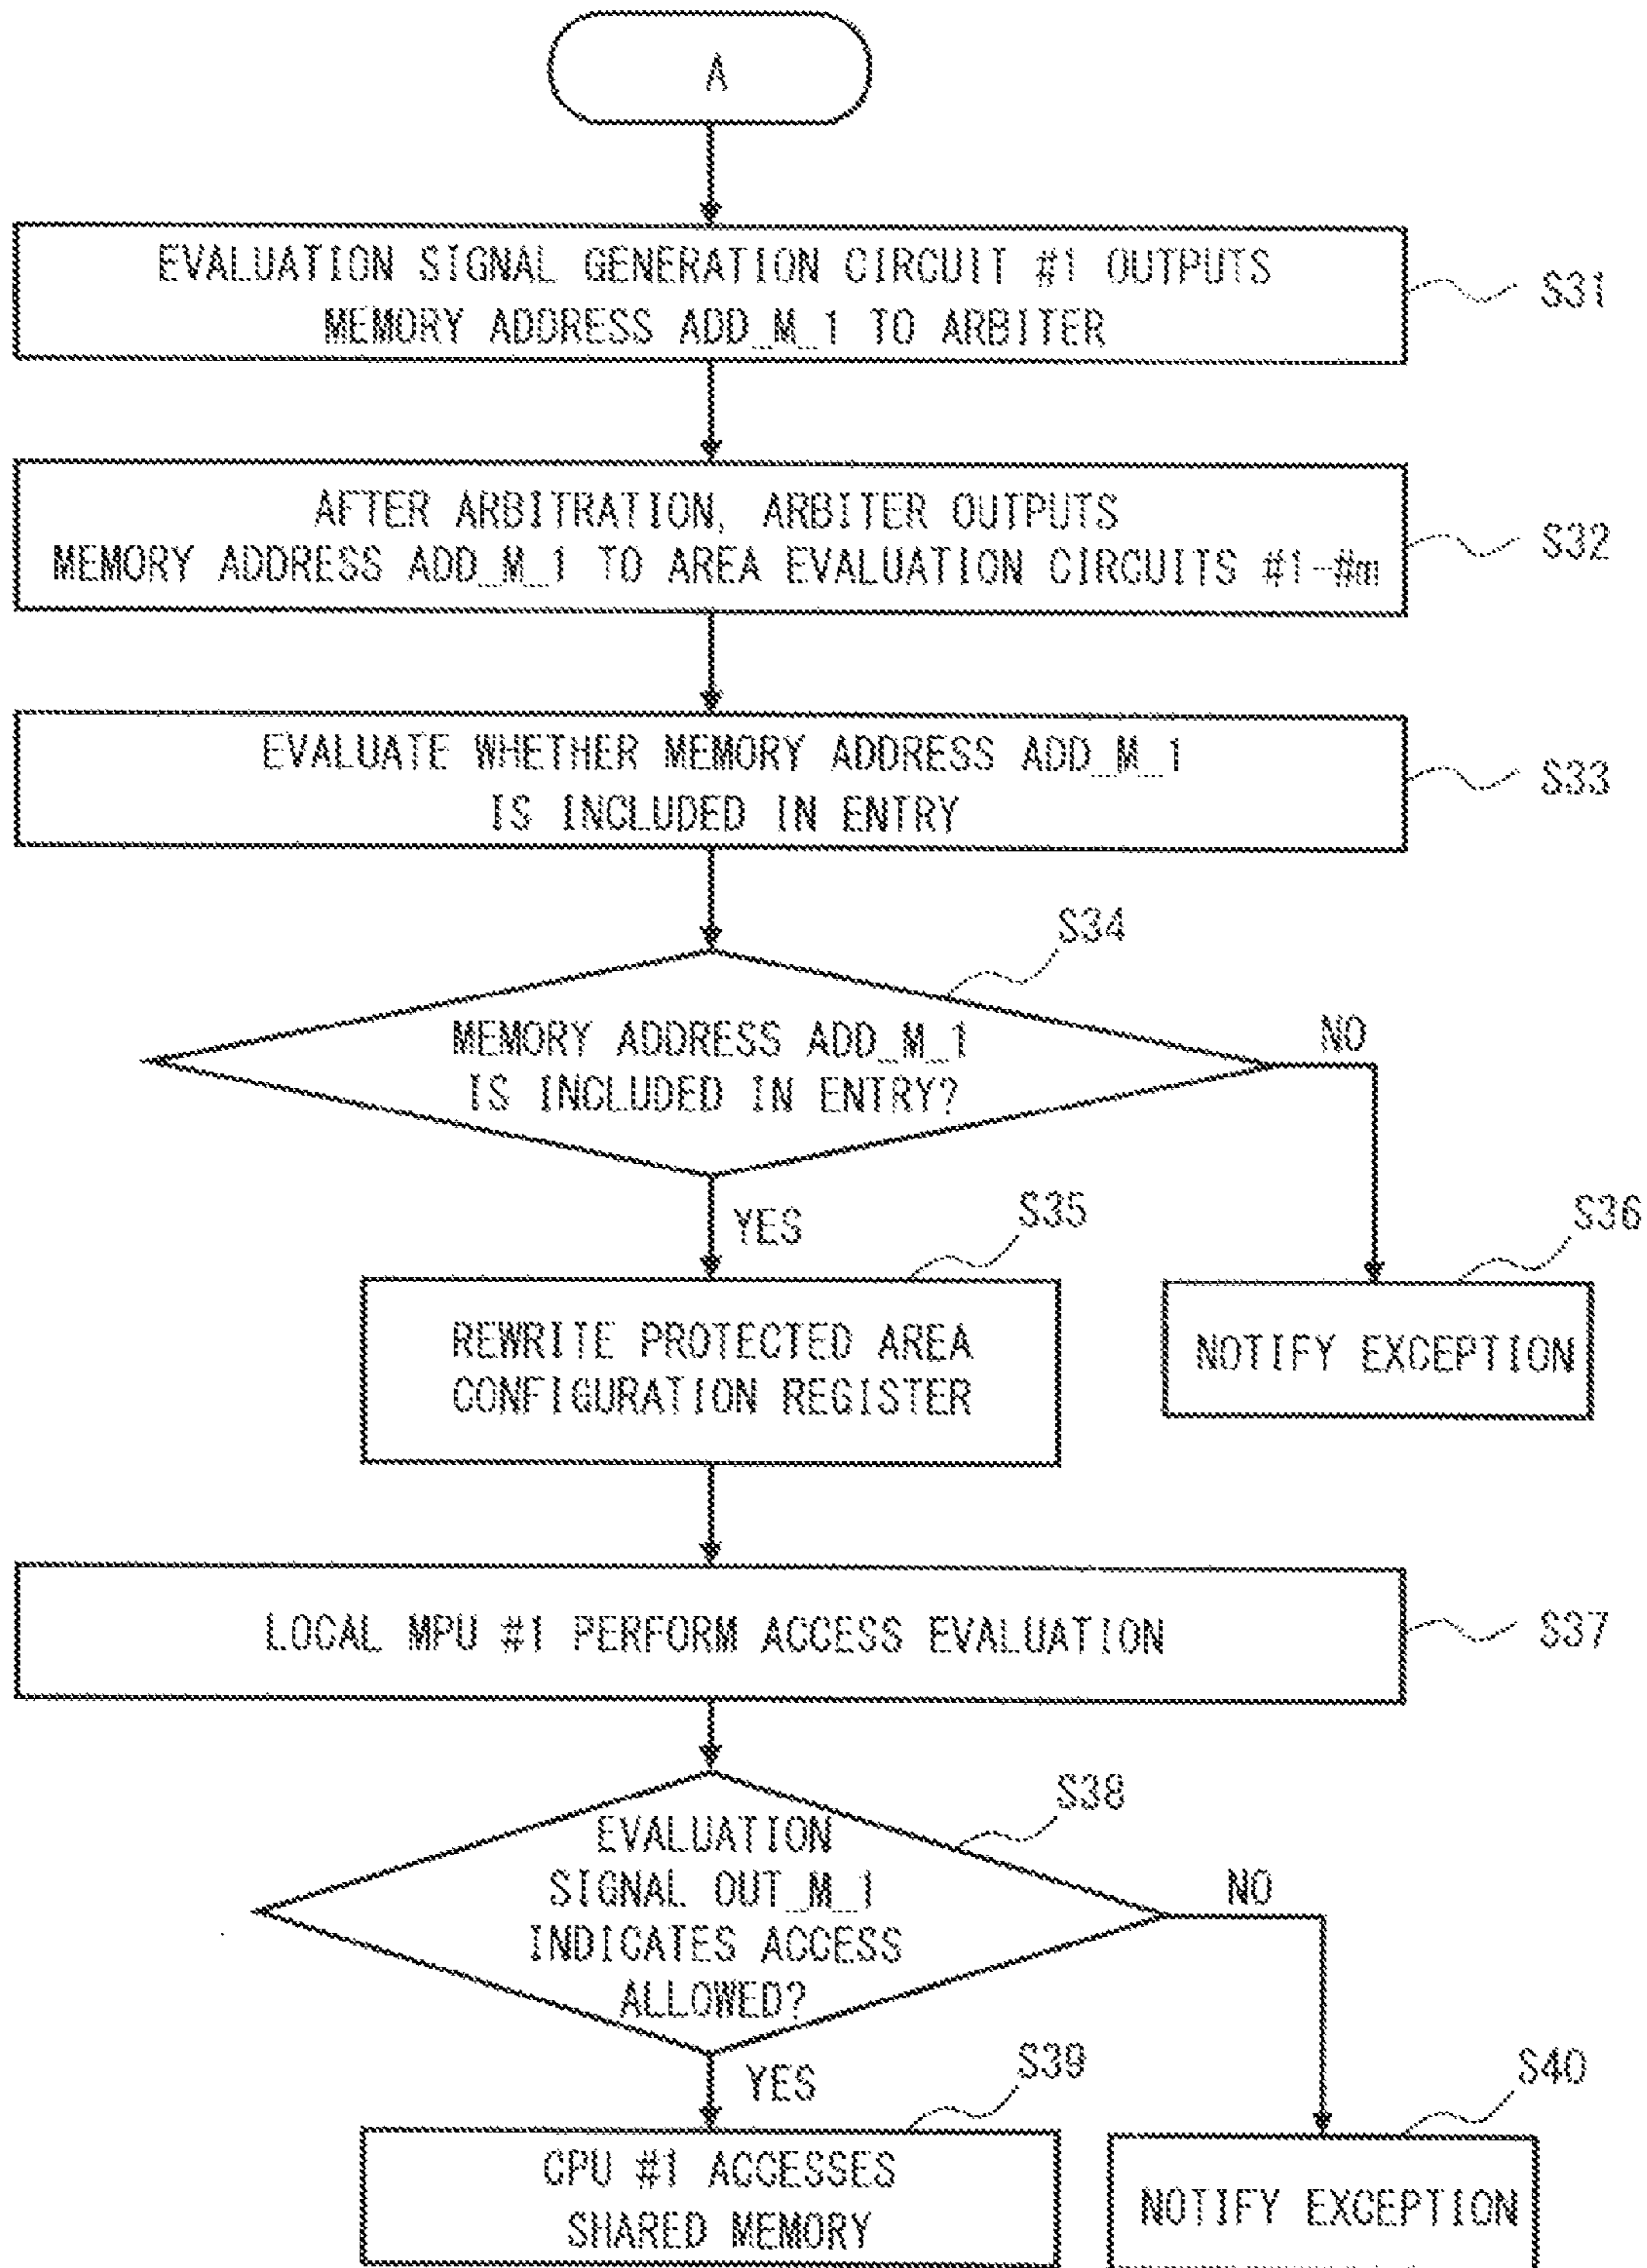 A
EVALUATION SIGNAL GENERATION CIRCUIT #1 OUTPUTS
MEMORY ADDRESS ADD_M_1 TO ARBITER
S31
AFTER ARBITRATION, ARBITER OUTPUTS
MEMORY ADDRESS ADD_M_1 TO AREA EVALUATION CIRCUITS #1-#m
S32
EVALUATE WHETHER MEMORY ADDRESS ADD_M_1
IS INCLUDED IN ENTRY
S33
S34
MEMORY ADDRESS ADD_M_1
IS INCLUDED IN ENTRY?
NO
YES
S35
S36
REWRITE PROTECTED AREA
CONFIGURATION REGISTER
NOTIFY EXCEPTION
LOCAL MPU #1 PERFORM ACCESS EVALUATION
S37
S38
EVALUATION
SIGNAL OUT_M_1
INDICATES ACCESS
ALLOWED?
NO
YES
S39
S40
CPU #1 ACCESSES
SHARED MEMORY
NOTIFY EXCEPTION